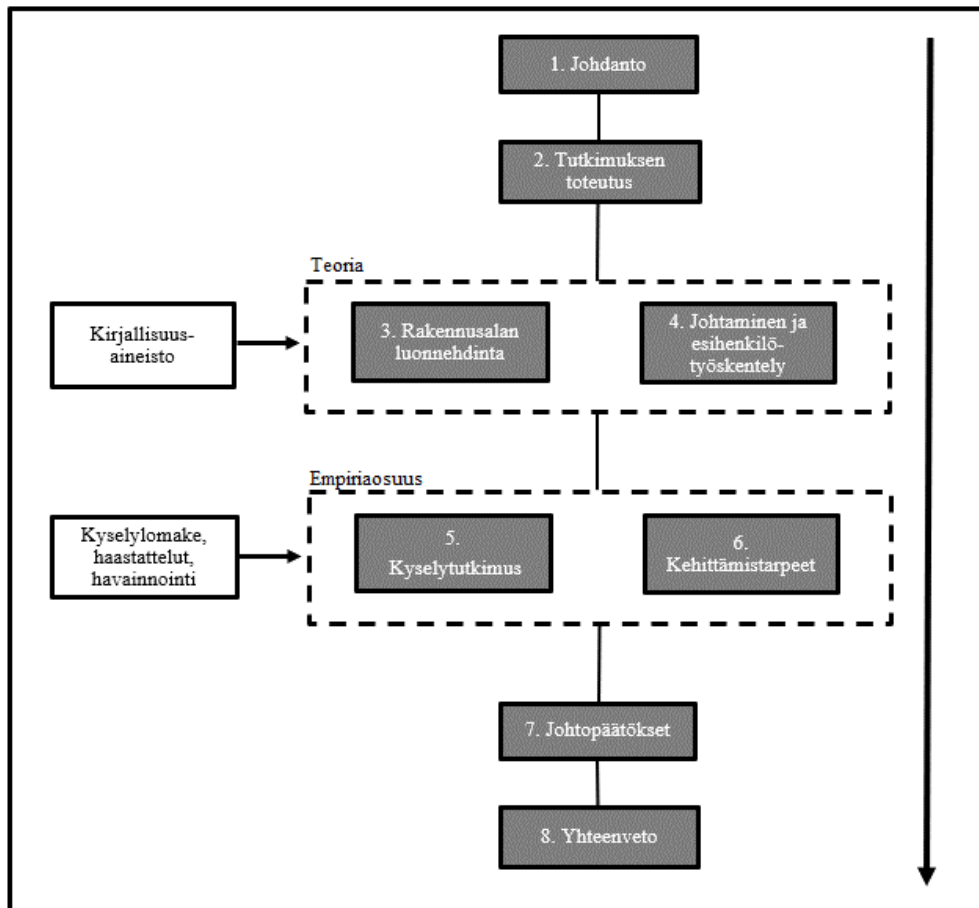 1. Johdanto
2. Tutkimuksen
toteutus
Teoria
Kirjallisuus-
aineisto
3. Rakennusalan
luonnehdinta
4. Johtaminen ja
esihenkilö-
työskentely
Empiriaosuus
Kyselylomake,
haastattelut,
havainnointi
5.
Kyselytutkimus
6.
Kehittämistarpeet
7. Johtopäätökset
8. Yhteenveto